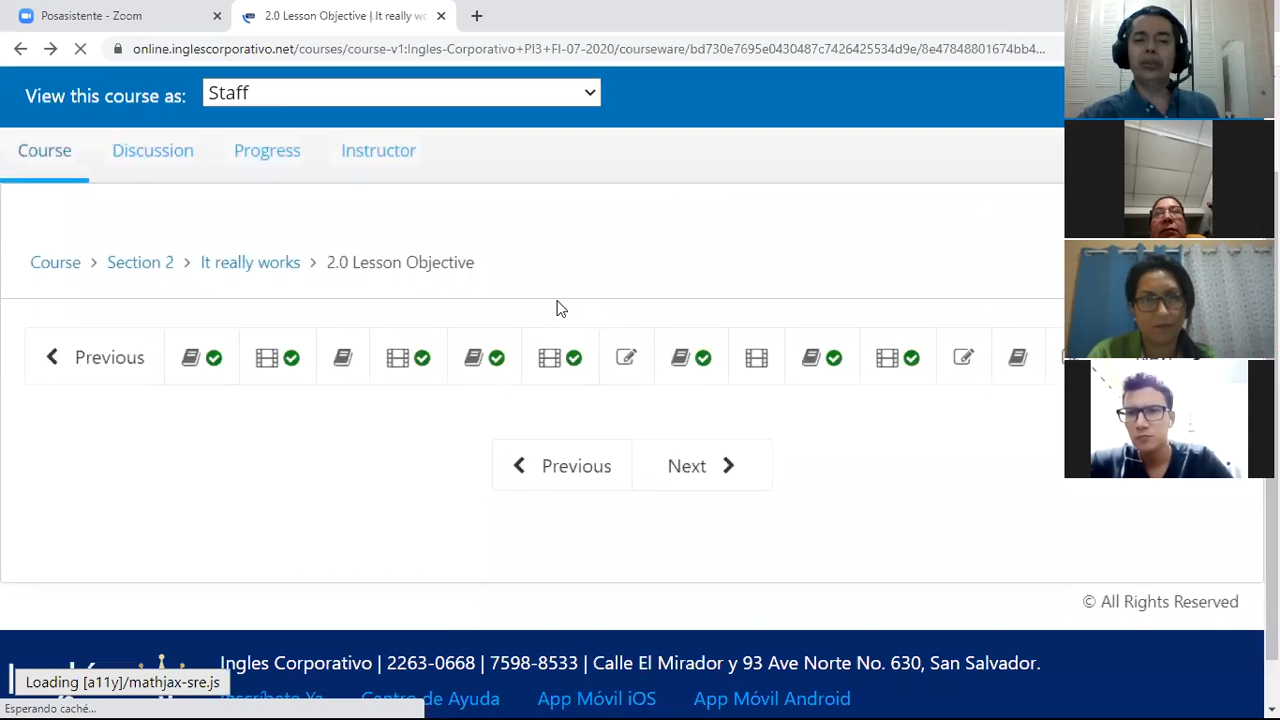 Posasistente - Zoom
2.0 Lesson Objective | It really wo
online.inglescorporativo.net/courses/course-v1:Ingles-Corporativo+PI3+FI-07-2020/courseware/bd730e7695e0430487c7426425534d9e/8e47848801674bb4...
View this course as:
Staff
Course Discussion Progress Instructor
Course > Section 2 > It really works > 2.0 Lesson Objective
Previous
Previous Next
© All Rights Reserved
Ingles Corporativo | 2263-0668 | 7598-8533 | Calle El Mirador y 93 Ave Norte No. 630, San Salvador.
Loading [a11y]/mathjax-sre.js
Centro de Ayuda App Móvil iOS App Móvil Android
Esperando caché...